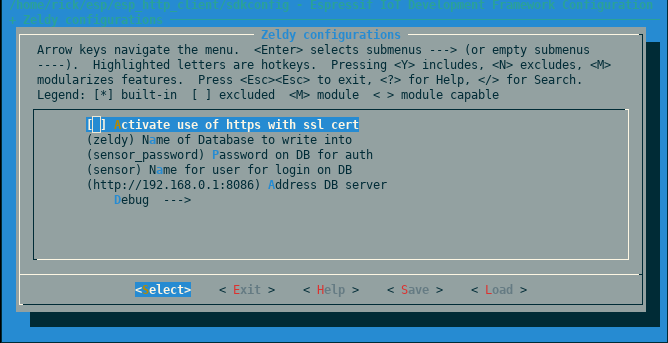 /home/rick/esp/esp_http_client/sdkconfig - Espressif IoT Development Framework Configuration
→ Zeldy configurations
Zeldy configurations
Arrow keys navigate the menu.  <Enter> selects submenus ---> (or empty submenus
----).  Highlighted letters are hotkeys.  Pressing <Y> includes, <N> excludes, <M>
modularizes features.  Press <Esc><Esc> to exit, <?> for Help, </> for Search.
Legend: [*] built-in  [ ] excluded  <M> module  < > module capable
[ ] Activate use of https with ssl cert
(zeldy) Name of Database to write into
(sensor_password) Password on DB for auth
(sensor) Name for user for login on DB
(http://192.168.0.1:8086) Address DB server
Debug  --->
<Select>    < Exit >    < Help >    < Save >    < Load >